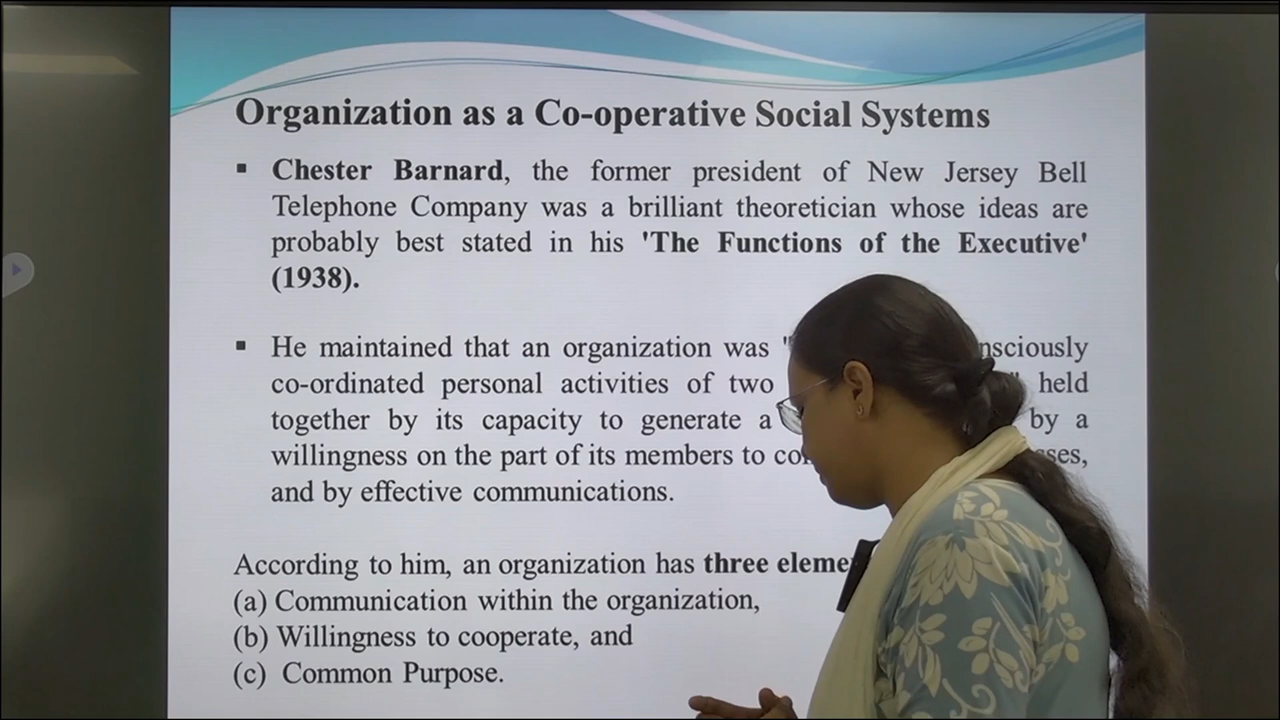 Organization as a Co-operative Social Systems
▪ Chester Barnard, the former president of New Jersey Bell
Telephone Company was a brilliant theoretician whose ideas are
probably best stated in his 'The Functions of the Executive'
(1938).
▪ He maintained that an organization was "
co-ordinated personal activities of two " held
together by its capacity to generate a by a
willingness on the part of its members to
and by effective communications.
According to him, an organization has three
(a) Communication within the organization,
(b) Willingness to cooperate, and
(c) Common Purpose.